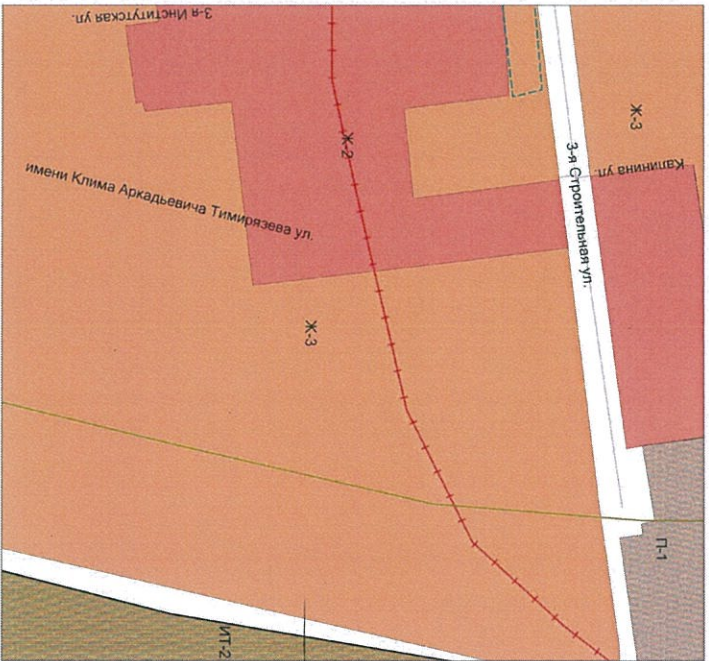 3-я Институтская ул.
Ж-3
Калинина ул.
3-я Строительная ул.
Ж-2
имени Клима Аркадьевича Тимирязева ул.
Ж-3
П-1
ИТ-2